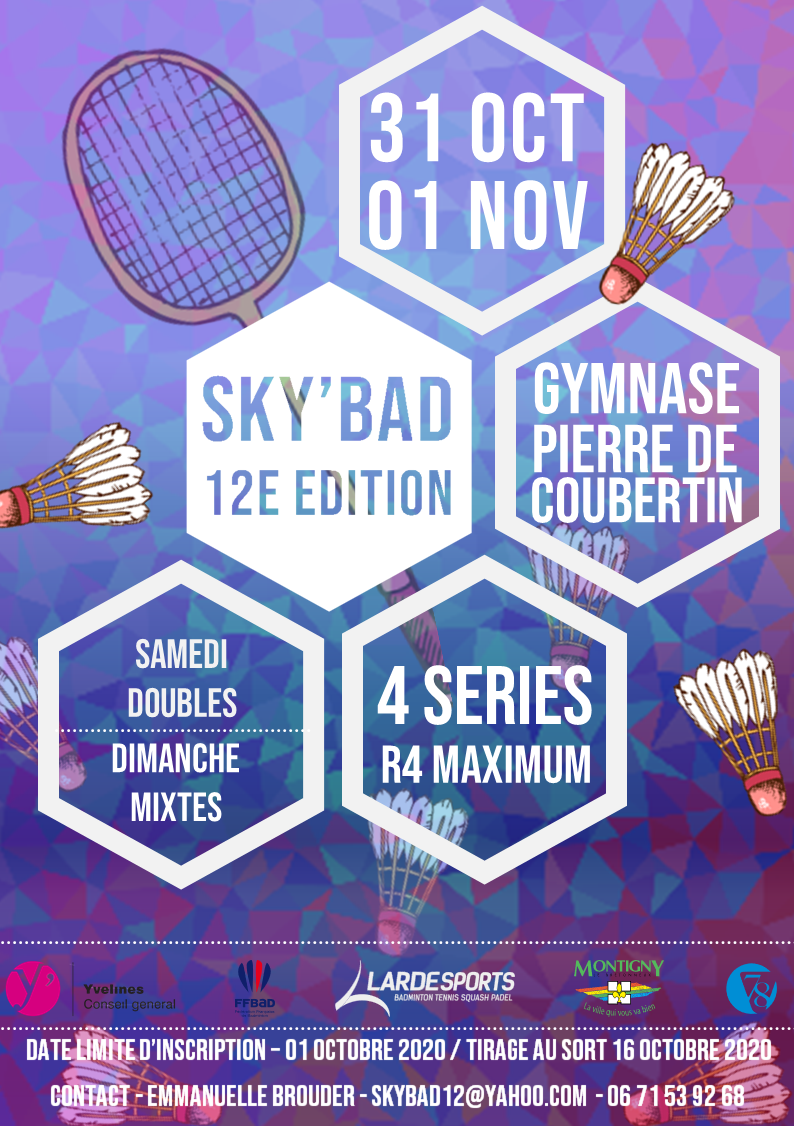 31 OCT
01 NOV
SKY'BAD
12E EDITION
GYMNASE
PIERRE DE
COUBERTIN
SAMEDI
DOUBLES
DIMANCHE
MIXTES
4 SERIES
R4 MAXIMUM
Yvelines
Conseil general
FFBaD
LARDESPORTS
BADMINTON TENNIS SQUASH PADEL
MONTIGNY
La ville qui vous va bien
78
DATE LIMITE D'INSCRIPTION – 01 OCTOBRE 2020 / TIRAGE AU SORT 16 OCTOBRE 2020
CONTACT - EMMANUELLE BROUDER - SKYBAD12@YAHOO.COM - 06 71 53 92 68